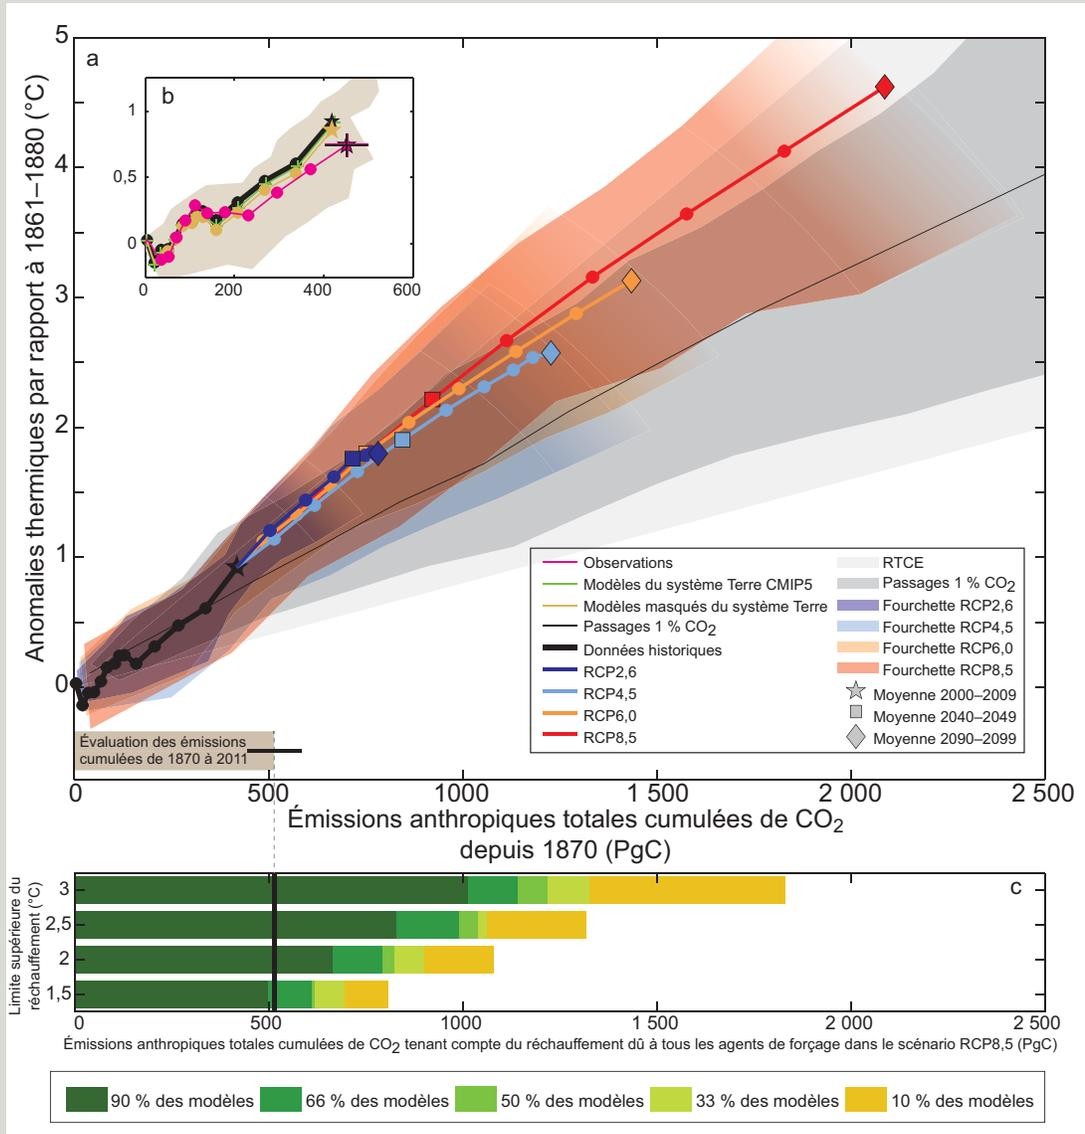 a
5
4
3
2
1
0
Anomalies thermiques par rapport à 1861–1880 (°C)
b
1
0,5
0
0 200 400 600
Observations
Modèles du système Terre CMIP5
Modèles masqués du système Terre
Passages 1 % CO2
Données historiques
RCP2,6
RCP4,5
RCP6,0
RCP8,5
RTCE
Passages 1 % CO2
Fourchette RCP2,6
Fourchette RCP4,5
Fourchette RCP6,0
Fourchette RCP8,5
Moyenne 2000–2009
Moyenne 2040–2049
Moyenne 2090–2099
Évaluation des émissions
cumulées de 1870 à 2011
0 500 1000 1 500 2 000 2 500
Émissions anthropiques totales cumulées de CO2
depuis 1870 (PgC)
c
Limite supérieure du
réchauffement (°C)
3
2,5
2
1,5
0 500 1000 1 500 2 000 2 500
Émissions anthropiques totales cumulées de CO2 tenant compte du réchauffement dû à tous les agents de forçage dans le scénario RCP8,5 (PgC)
90 % des modèles 66 % des modèles 50 % des modèles 33 % des modèles 10 % des modèles